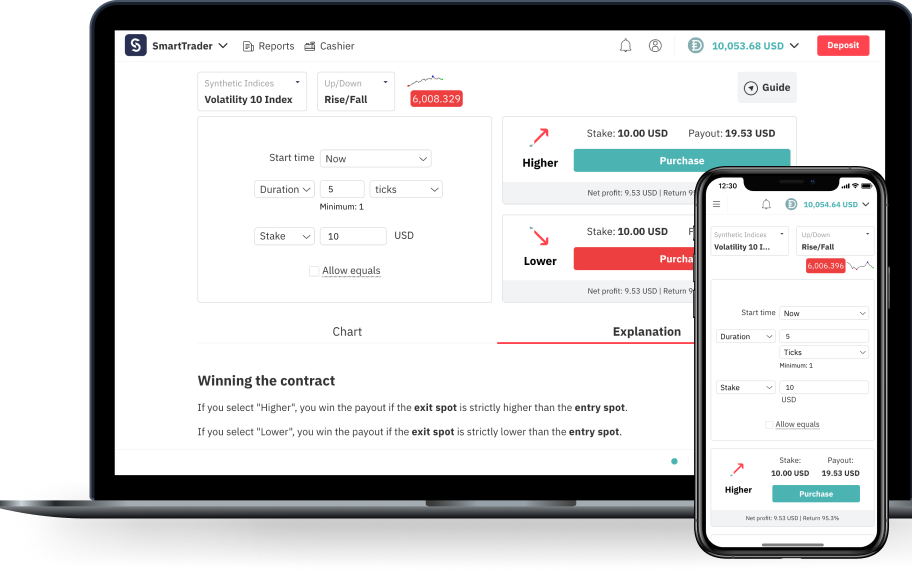 SmartTrader Reports Cashier 10,053.68 USD Deposit
Synthetic Indices Up/Down
Volatility 10 Index Rise/Fall 6,008.329 Guide
Start time Now
Duration 5 ticks
Minimum: 1
Stake 10 USD
Allow equals
Stake: 10.00 USD Payout: 19.53 USD
Higher Purchase
Net profit: 9.53 USD | Return 9
Stake: 10.00 USD
Lower Purcha
Net profit: 9.53 USD | Return 9
Chart Explanation
Winning the contract
If you select "Higher", you win the payout if the exit spot is strictly higher than the entry spot.
If you select "Lower", you win the payout if the exit spot is strictly lower than the entry spot.
12:30
10,054.64 USD
Synthetic Indices Up/Down
Volatility 10 I... Rise/Fall
6,006.396
Start time Now
Duration 5
Ticks
Minimum: 1
Stake 10
USD
Allow equals
Stake: Payout:
10.00 USD 19.53 USD
Higher Purchase
Net profit: 9.53 USD | Return 95.3%